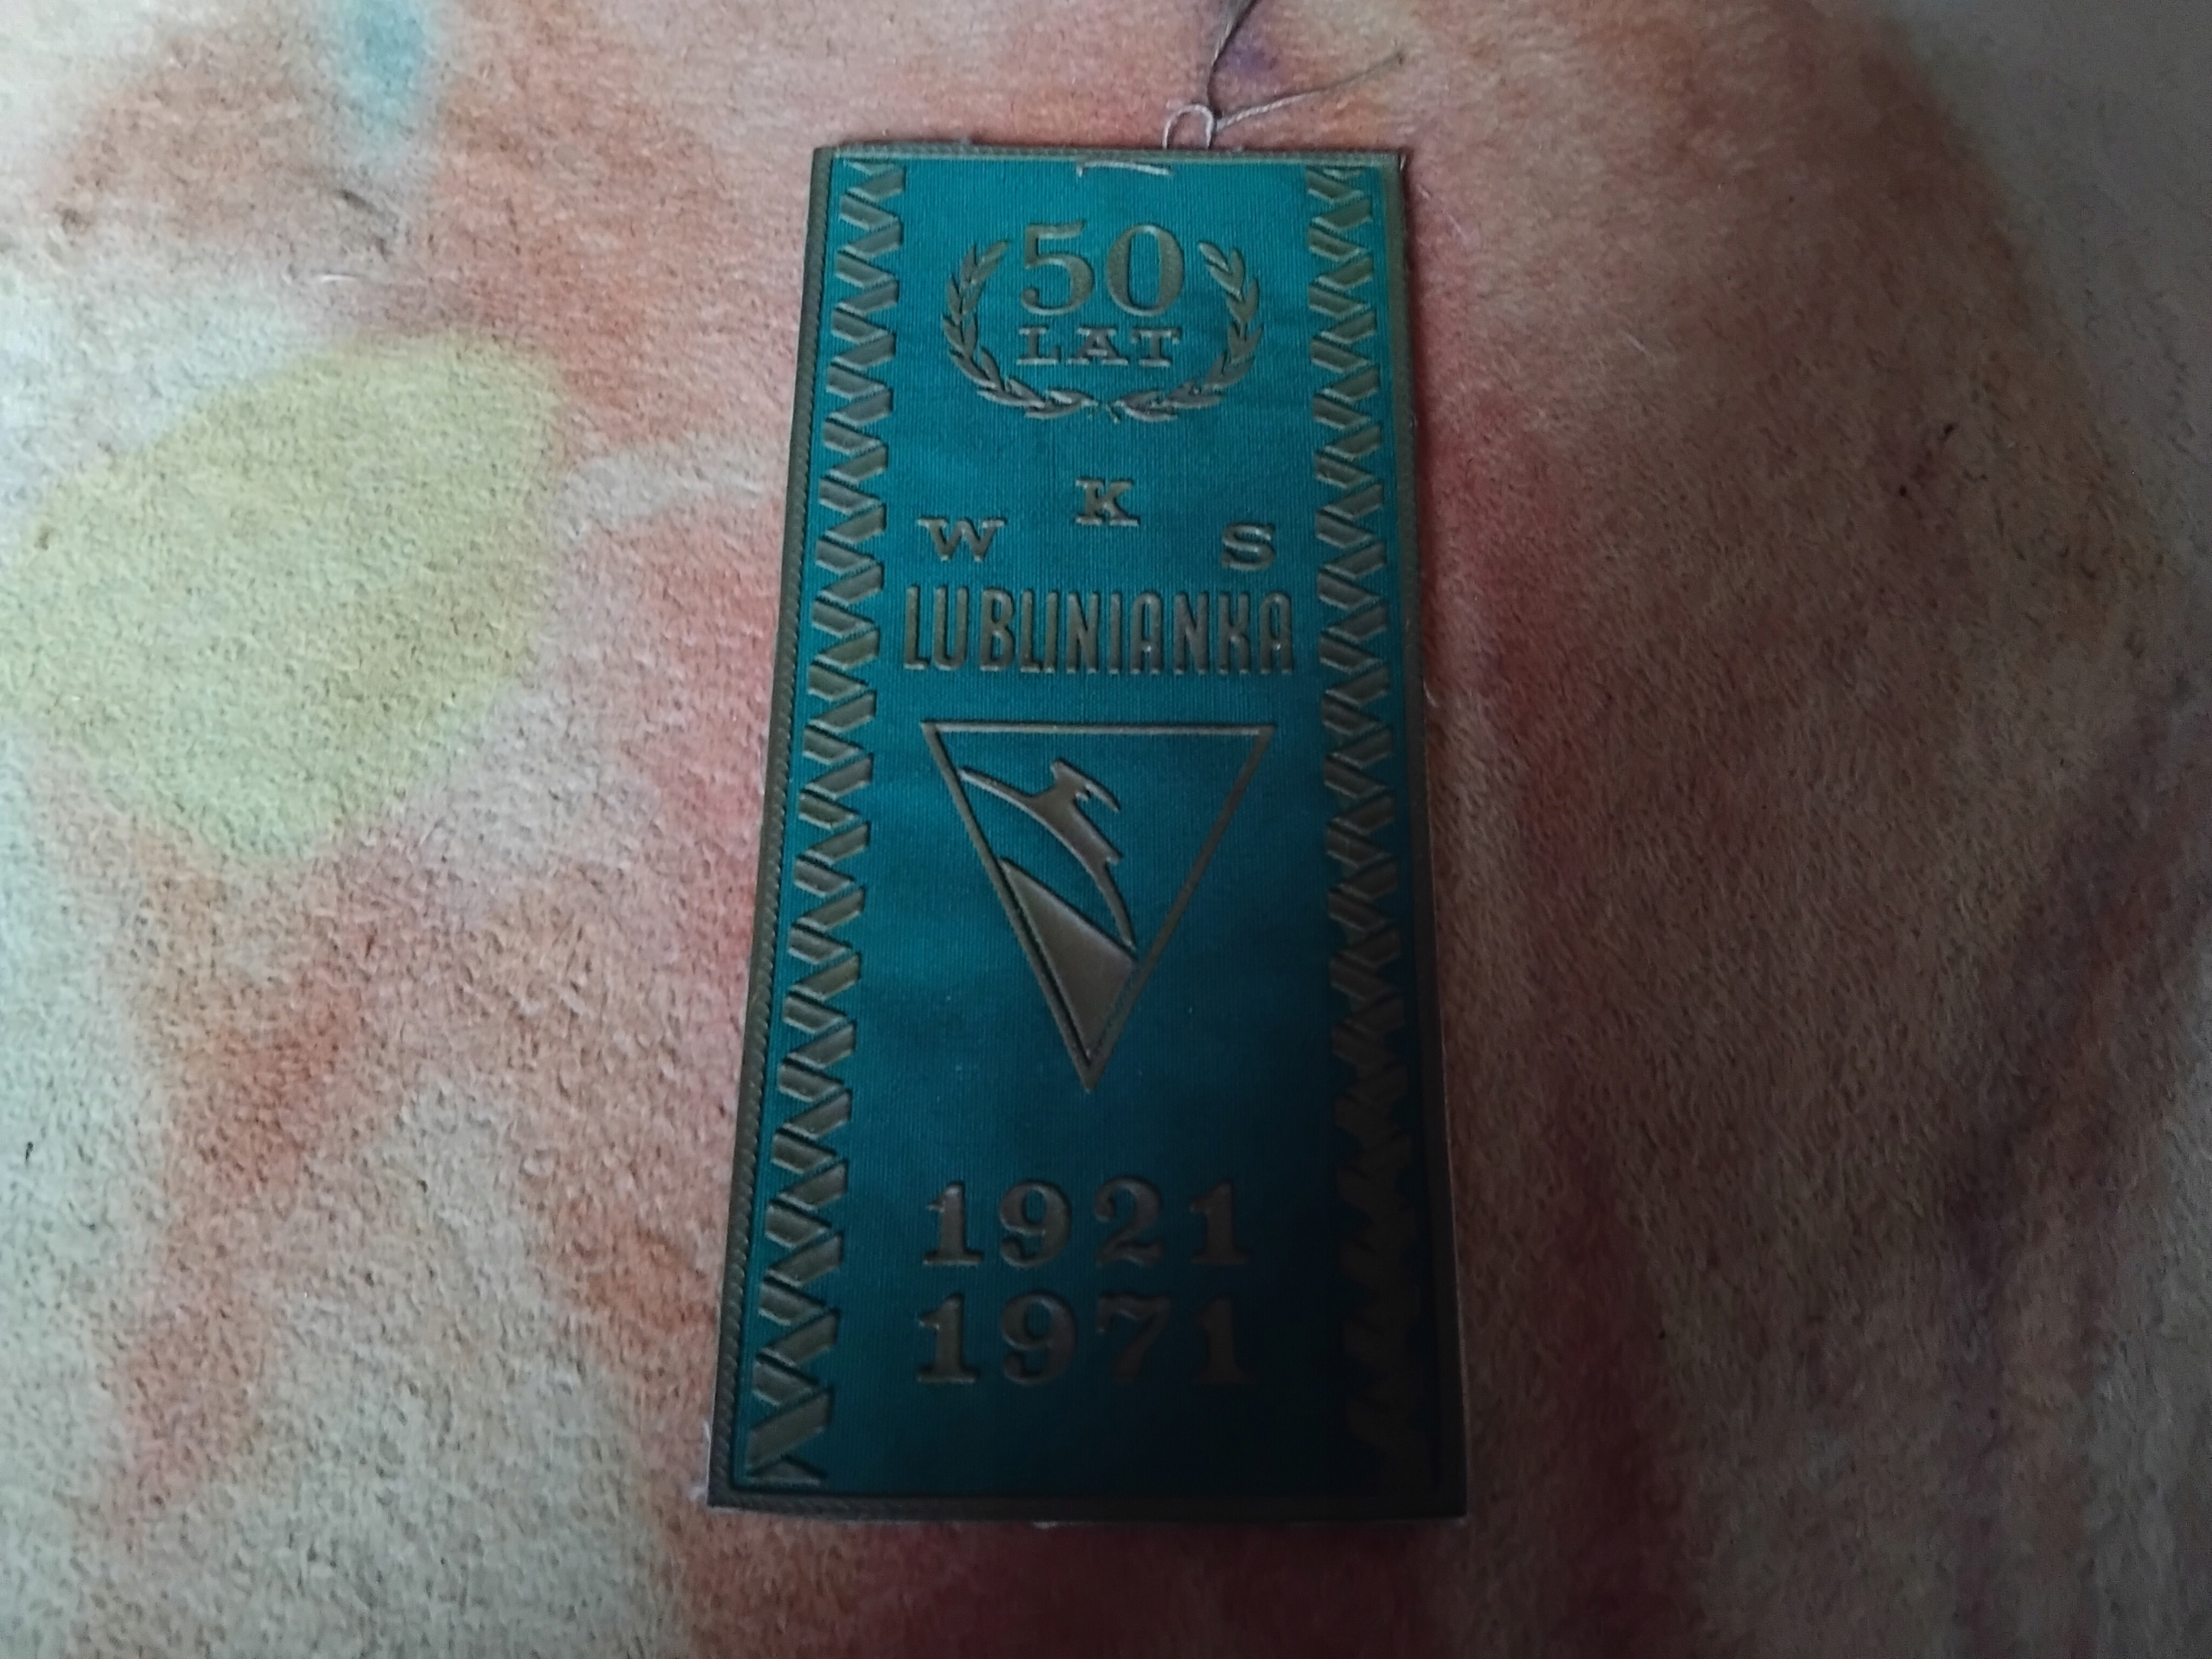 50
LAT
W K S
LUBLINIANKA
1921
1971